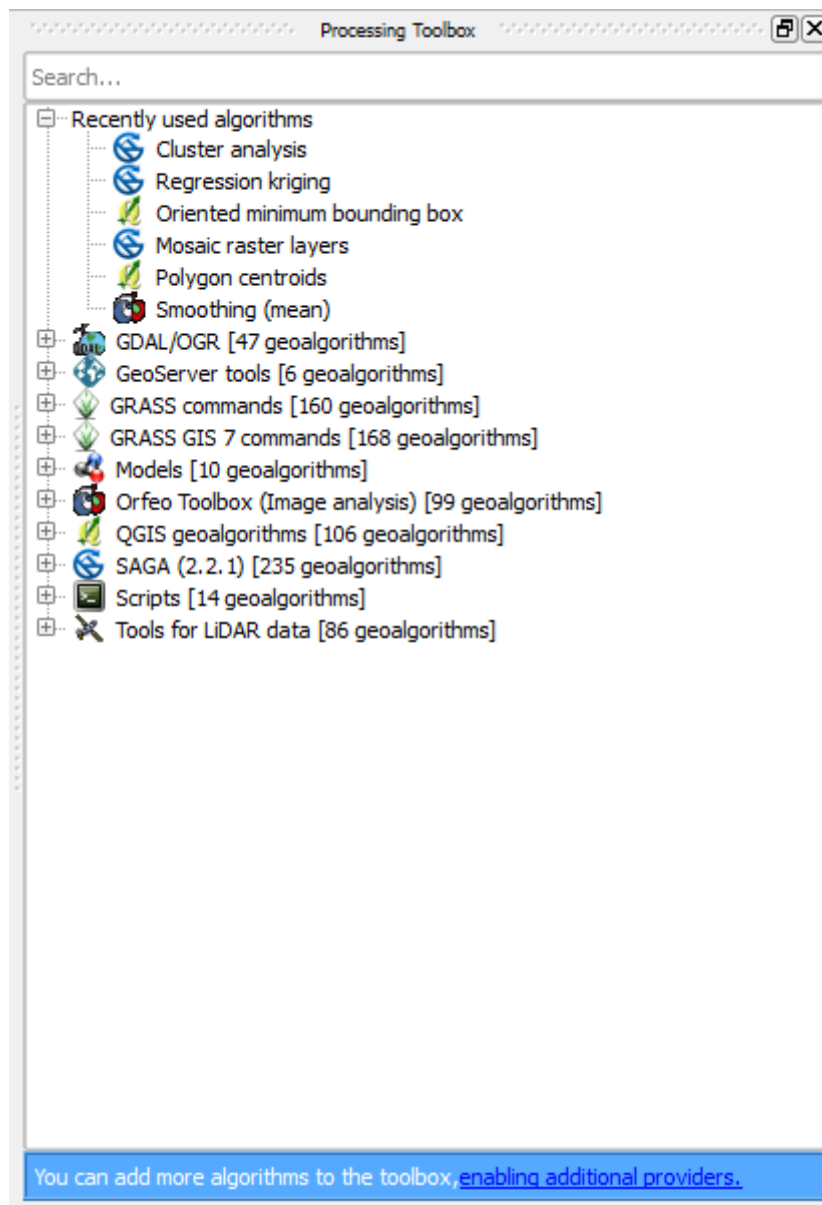 Processing Toolbox
Search...
Recently used algorithms
Cluster analysis
Regression kriging
Oriented minimum bounding box
Mosaic raster layers
Polygon centroids
Smoothing (mean)
GDAL/OGR [47 geoalgorithms]
GeoServer tools [6 geoalgorithms]
GRASS commands [160 geoalgorithms]
GRASS GIS 7 commands [168 geoalgorithms]
Models [10 geoalgorithms]
Orfeo Toolbox (Image analysis) [99 geoalgorithms]
QGIS geoalgorithms [106 geoalgorithms]
SAGA (2.2.1) [235 geoalgorithms]
Scripts [14 geoalgorithms]
Tools for LiDAR data [86 geoalgorithms]
You can add more algorithms to the toolbox,enabling additional providers.